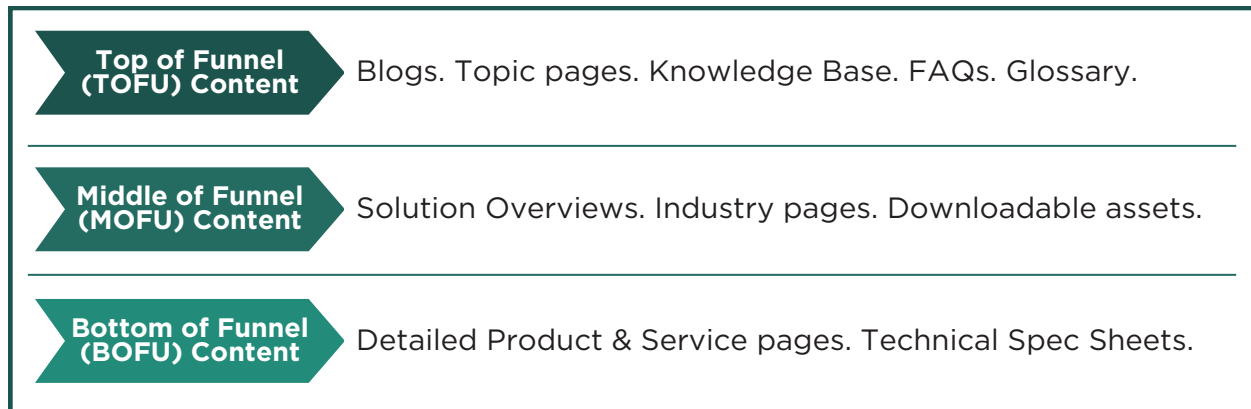 Top of Funnel
(TOFU) Content
Blogs. Topic pages. Knowledge Base. FAQs. Glossary.
Middle of Funnel
(MOFU) Content
Solution Overviews. Industry pages. Downloadable assets.
Bottom of Funnel
(BOFU) Content
Detailed Product & Service pages. Technical Spec Sheets.